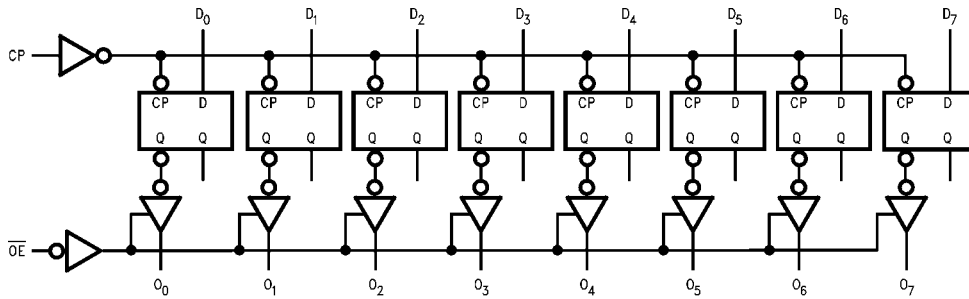 D₀ D₁ D₂ D₃ D₄ D₅ D₆ D₇
CP
CP D CP D CP D CP D CP D CP D CP D CP D
Q Q Q Q Q Q Q Q Q Q Q Q Q Q Q Q
O̅E̅
O₀ O₁ O₂ O₃ O₄ O₅ O₆ O₇